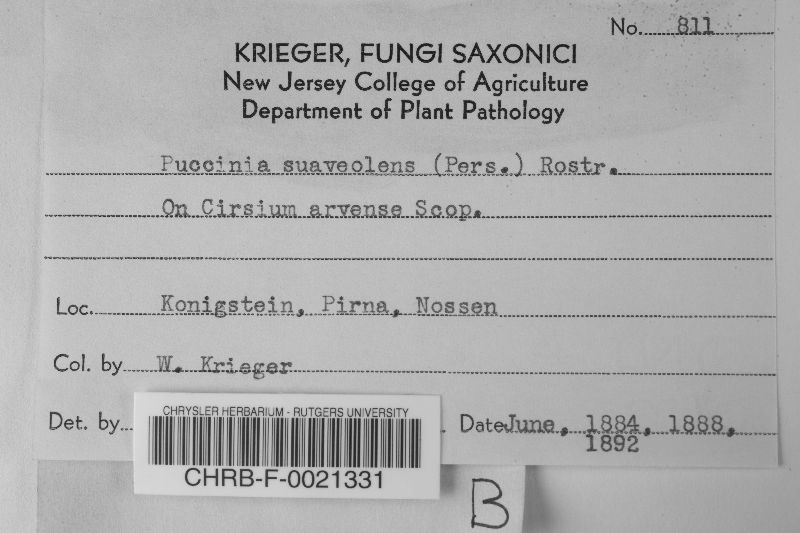 No. 811
KRIEGER, FUNGI SAXONICI
New Jersey College of Agriculture
Department of Plant Pathology
Puccinia suaveolens (Pers.) Rostr.
On Cirsium arvense Scop.
Loc. Konigstein, Pirna, Nossen
Col. by W. Krieger
Det. by
Date June, 1884, 1888,
1892
CHRYSLER HERBARIUM - RUTGERS UNIVERSITY
CHRB-F-0021331
B